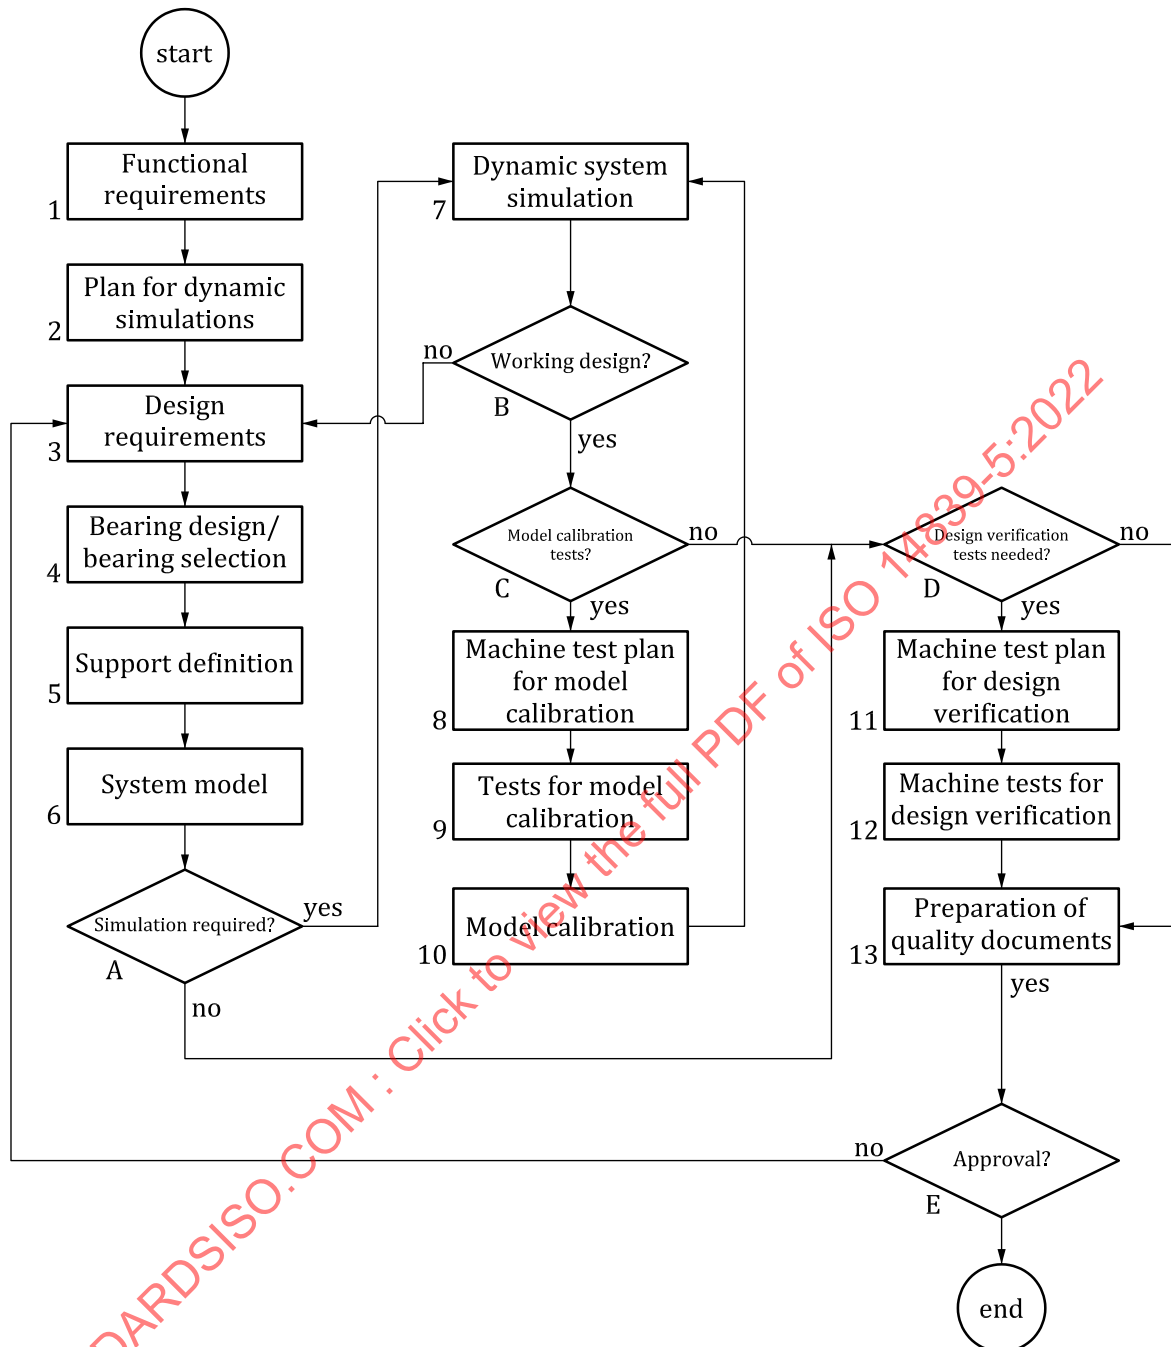 start
Functional
requirements
1
Plan for dynamic
simulations
2
Design
requirements
3
Bearing design/
bearing selection
4
Support definition
5
System model
6
Simulation required?
yes
A
no
Dynamic system
simulation
7
no
Working design?
B
yes
Model calibration
tests?
no
C
yes
Machine test plan
for model
calibration
8
Tests for model
calibration
9
Model calibration
10
Design verification
tests needed?
no
D
yes
Machine test plan
for design
verification
11
Machine tests for
design verification
12
Preparation of
quality documents
13
yes
no
Approval?
E
end
DARDSISO.COM : Click to view the full PDF of ISO 14839-5:2022